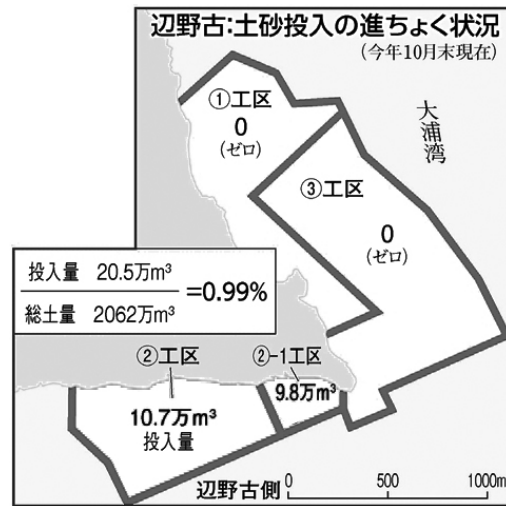 辺野古:土砂投入の進ちょく状況
(今年10月末現在)
①工区
0
(ゼロ)
大浦湾
③工区
0
(ゼロ)
投入量 20.5万m³
総土量 2062万m³
=0.99%
②工区
10.7万m³
投入量
②-1工区
9.8万m³
辺野古側
0 500 1000m